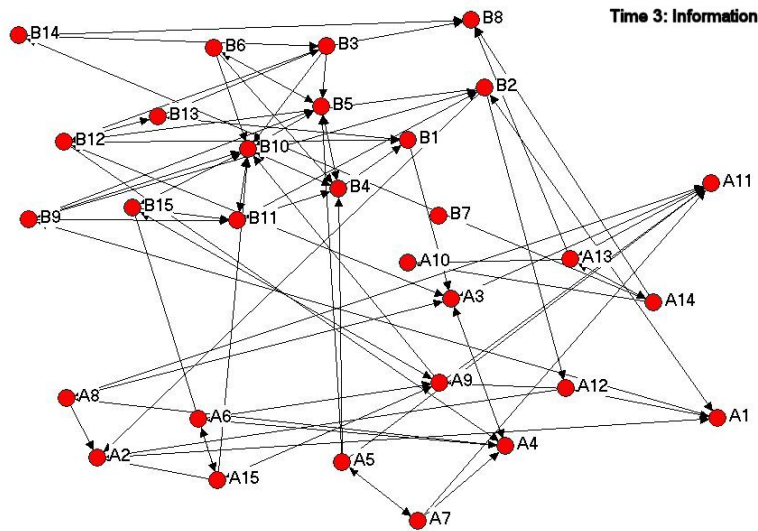 B8
Time 3: Information
B14
B6
B3
B2
B5
B13
B12
B10
B1
A11
B4
B15
B9
B11
B7
A10
A13
A3
A14
A9
A12
A8
A6
A1
A4
A2
A5
A15
A7